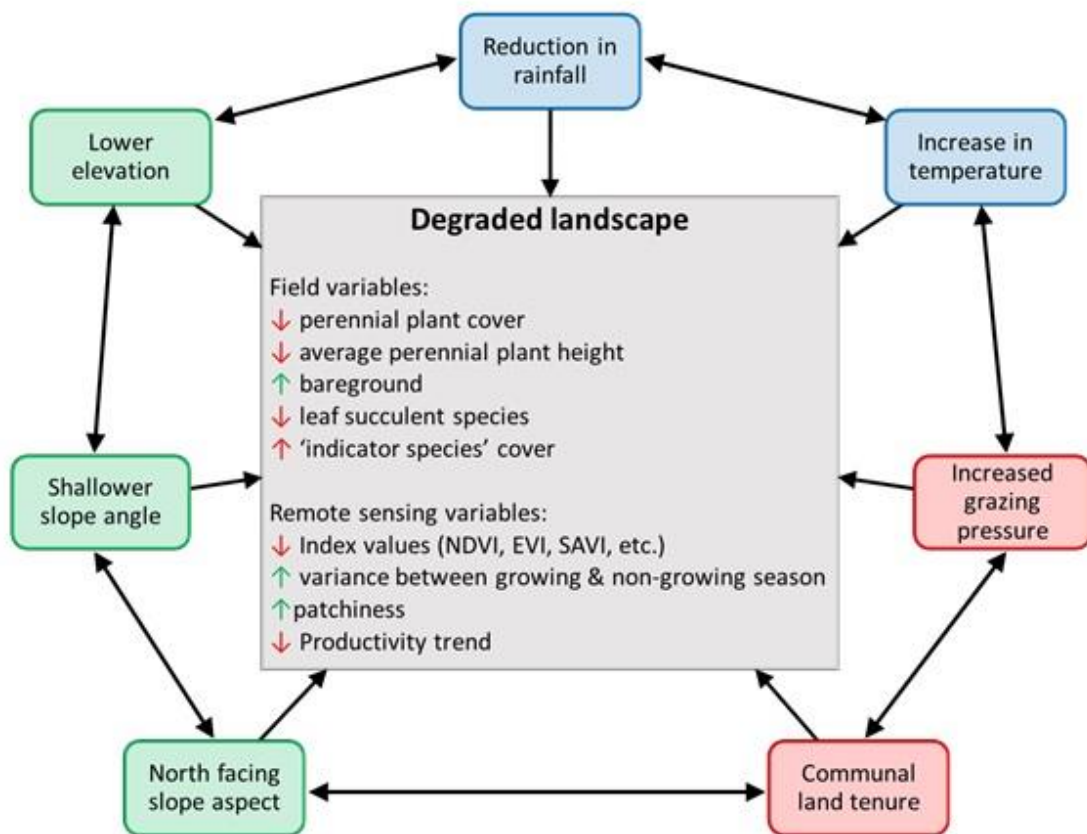 Reduction in
rainfall
Lower
elevation
Increase in
temperature
Degraded landscape
Field variables:
↓ perennial plant cover
↓ average perennial plant height
↑ bareground
↓ leaf succulent species
↑ ‘indicator species’ cover
Shallower
slope angle
Increased
grazing
pressure
Remote sensing variables:
↓ Index values (NDVI, EVI, SAVI, etc.)
↑ variance between growing & non-growing season
↑patchiness
↓ Productivity trend
North facing
slope aspect
Communal
land tenure